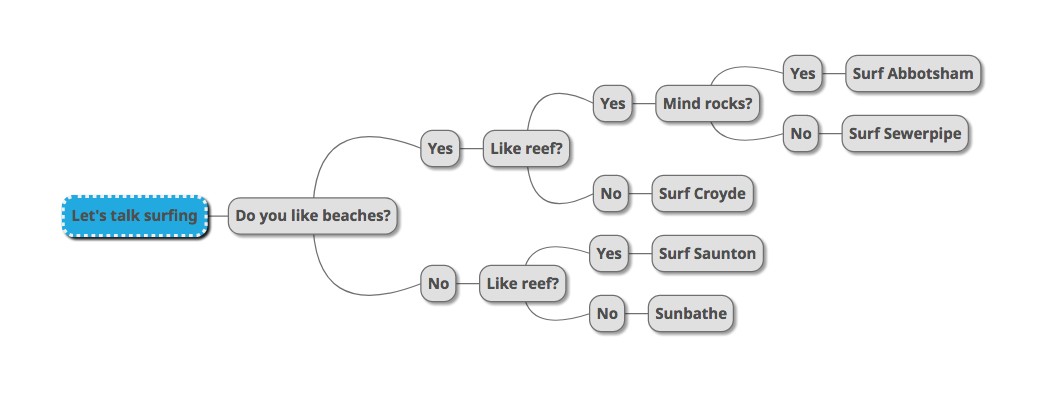 Let's talk surfing
Do you like beaches?
Yes
Like reef?
Yes
Mind rocks?
Yes
Surf Abbotsham
No
Surf Sewerpipe
No
Surf Croyde
No
Like reef?
Yes
Surf Saunton
No
Sunbathe